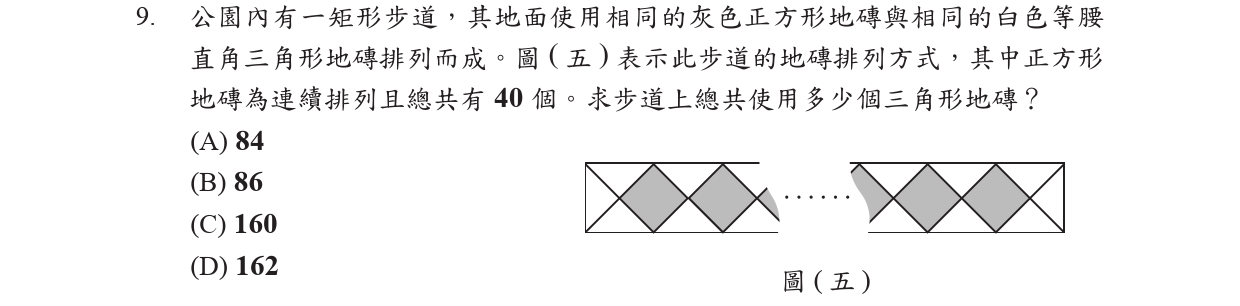 9. 公園內有一矩形步道，其地面使用相同的灰色正方形地磚與相同的白色等腰
直角三角形地磚排列而成。圖(五)表示此步道的地磚排列方式，其中正方形
地磚為連續排列且總共有 40 個。求步道上總共使用多少個三角形地磚？
(A) 84
(B) 86
(C) 160
(D) 162
······
圖(五)